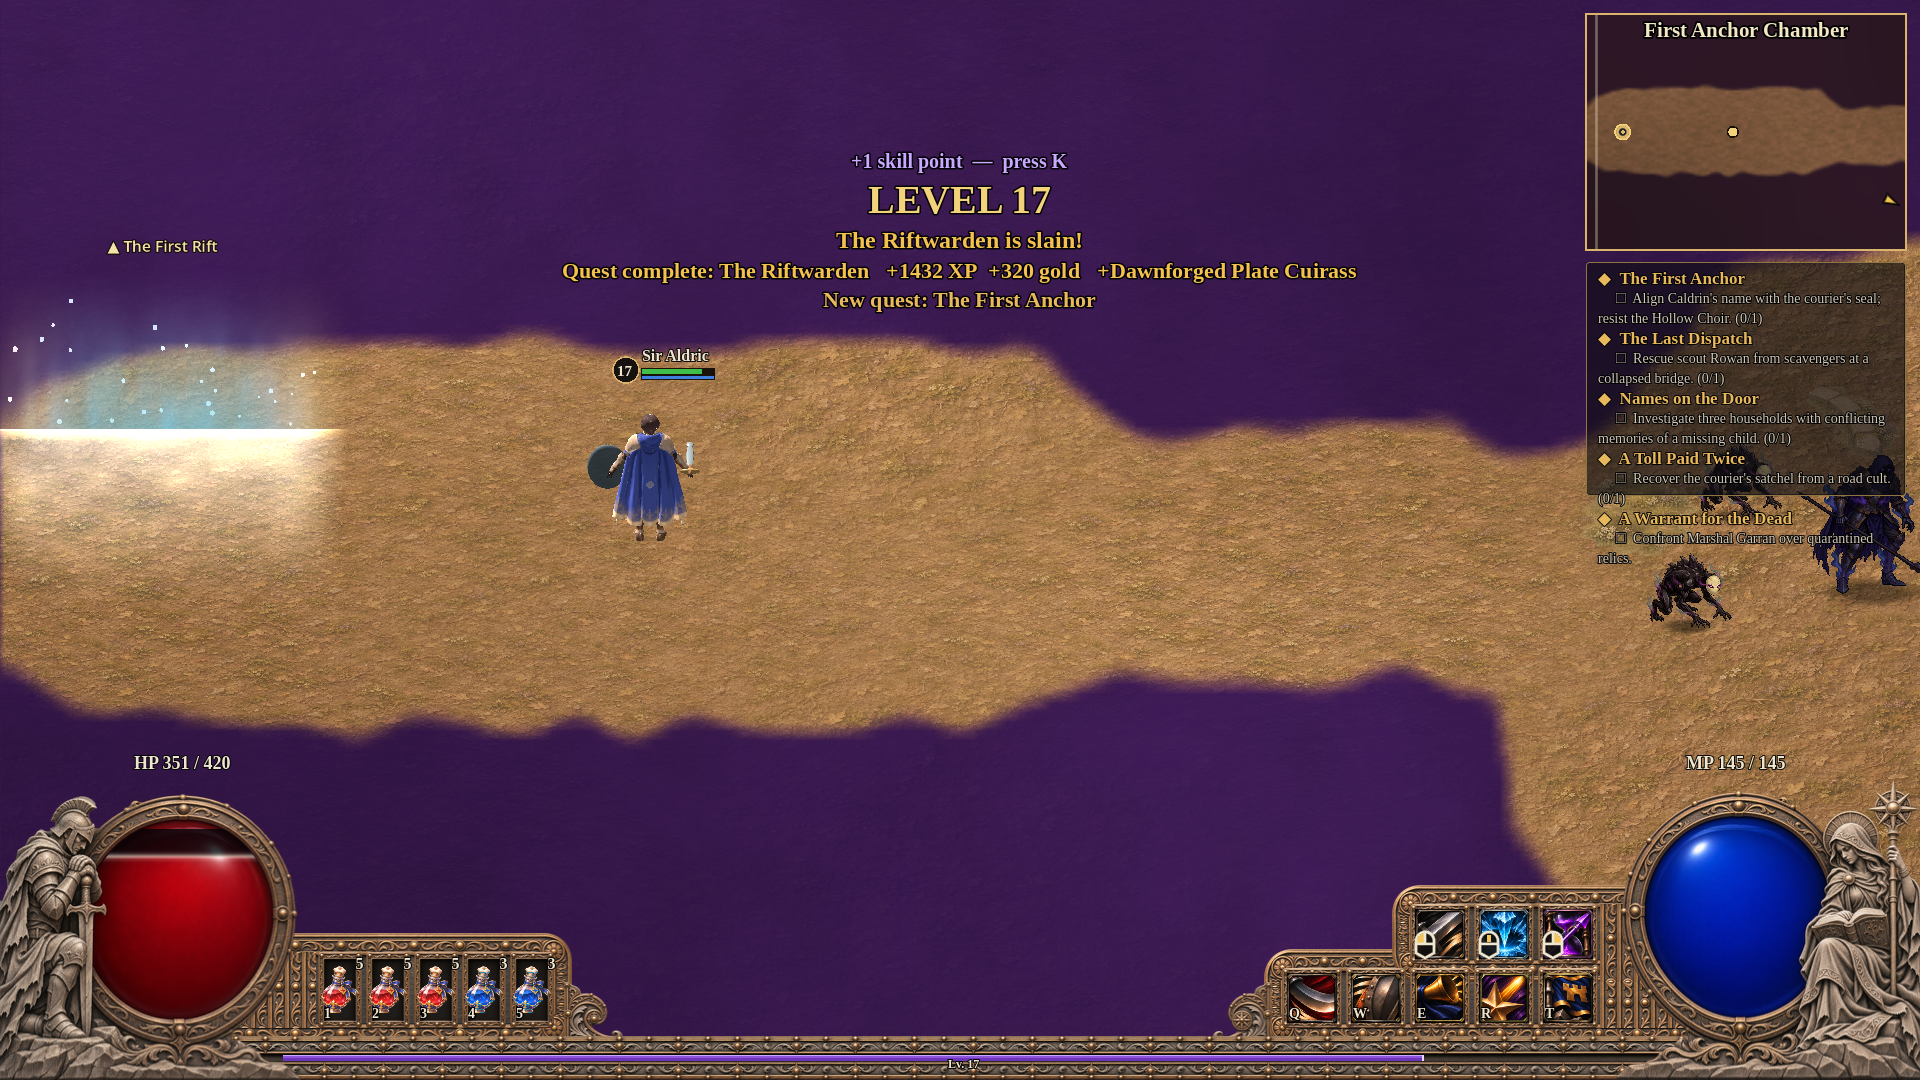 First Anchor Chamber
+1 skill point — press K
LEVEL 17
The Riftwarden is slain!
Quest complete: The Riftwarden +1432 XP +320 gold +Dawnforged Plate Cuirass
New quest: The First Anchor
▲ The First Rift
◆ The First Anchor
☐ Align Caldrin's name with the courier's seal;
resist the Hollow Choir. (0/1)
◆ The Last Dispatch
☐ Rescue scout Rowan from scavengers at a
collapsed bridge. (0/1)
◆ Names on the Door
☐ Investigate three households with conflicting
memories of a missing child. (0/1)
◆ A Toll Paid Twice
☐ Recover the courier's satchel from a road cult.
(0/1)
◆ A Warrant for the Dead
☐ Confront Marshal Garran over quarantined
relics.
Sir Aldric
17
HP 351 / 420
MP 145 / 145
5 5 5 3 3
1 2 3 4 5
Q W E R T
Lv. 17